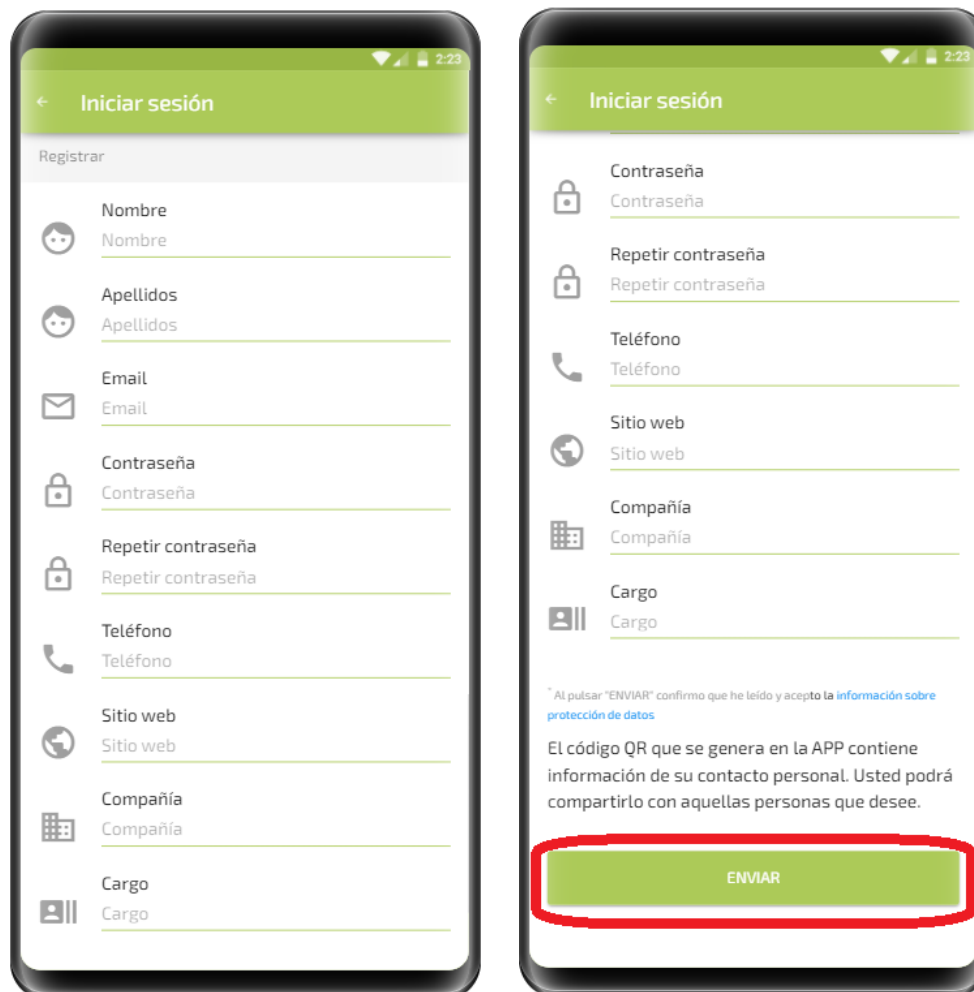 2:23
Iniciar sesión
Registrar
Nombre
Nombre
Apellidos
Apellidos
Email
Email
Contraseña
Contraseña
Repetir contraseña
Repetir contraseña
Teléfono
Teléfono
Sitio web
Sitio web
Compañía
Compañía
Cargo
Cargo
2:23
Iniciar sesión
Contraseña
Contraseña
Repetir contraseña
Repetir contraseña
Teléfono
Teléfono
Sitio web
Sitio web
Compañía
Compañía
Cargo
Cargo
* Al pulsar "ENVIAR" confirmo que he leído y acepto la información sobre
protección de datos
El código QR que se genera en la APP contiene
información de su contacto personal. Usted podrá
compartirlo con aquellas personas que desee.
ENVIAR